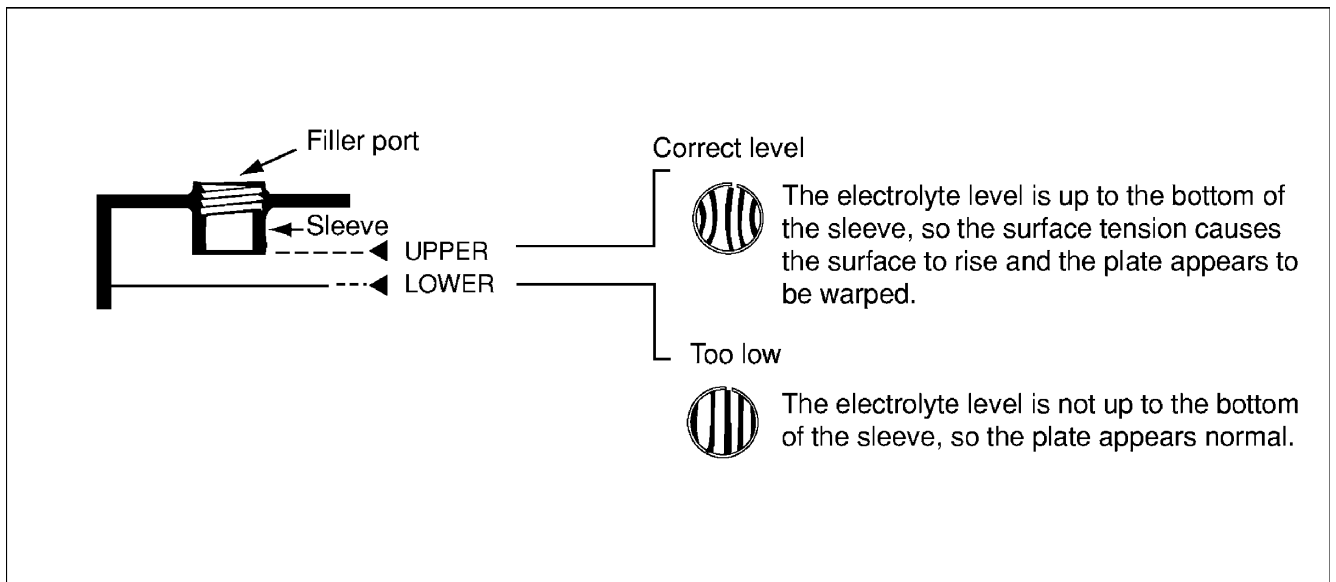 Filler port
Sleeve
UPPER
LOWER
Correct level
The electrolyte level is up to the bottom of
the sleeve, so the surface tension causes
the surface to rise and the plate appears to
be warped.
Too low
The electrolyte level is not up to the bottom
of the sleeve, so the plate appears normal.